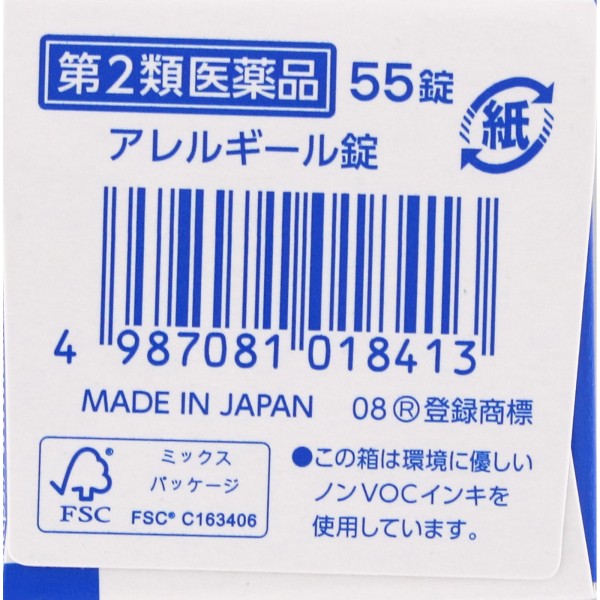 第2類医薬品 55錠
紙
アレルギール錠
4 987081 018413
MADE IN JAPAN 08®登録商標
FSC®
ミックス
パッケージ
FSC® C163406
●この箱は環境に優しい
ノンVOCインキを
使用しています。